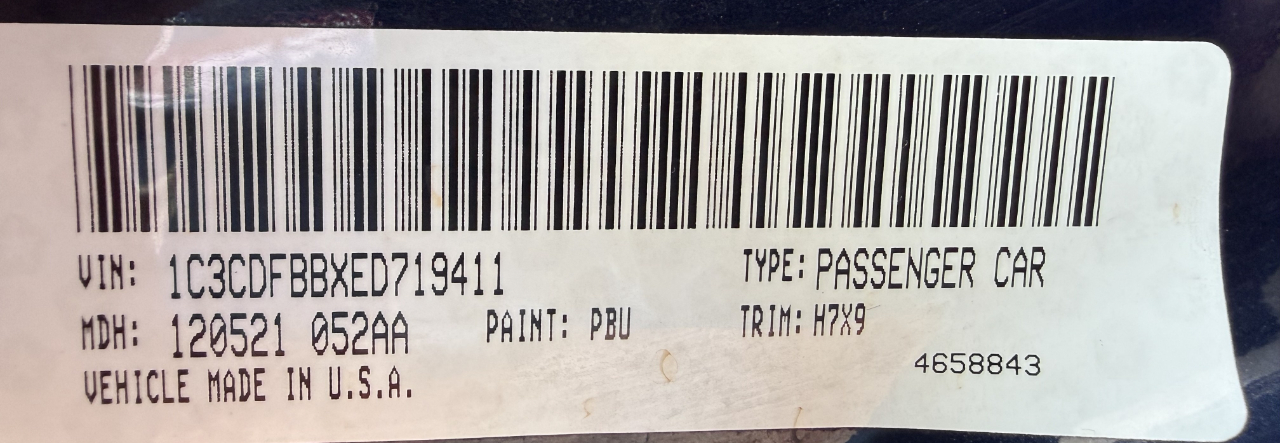 VIN: 1C3CDFBBXED719411 TYPE: PASSENGER CAR
MDH: 120521 052AA PAINT: PBU TRIM: H7X9
4658843
VEHICLE MADE IN U.S.A.